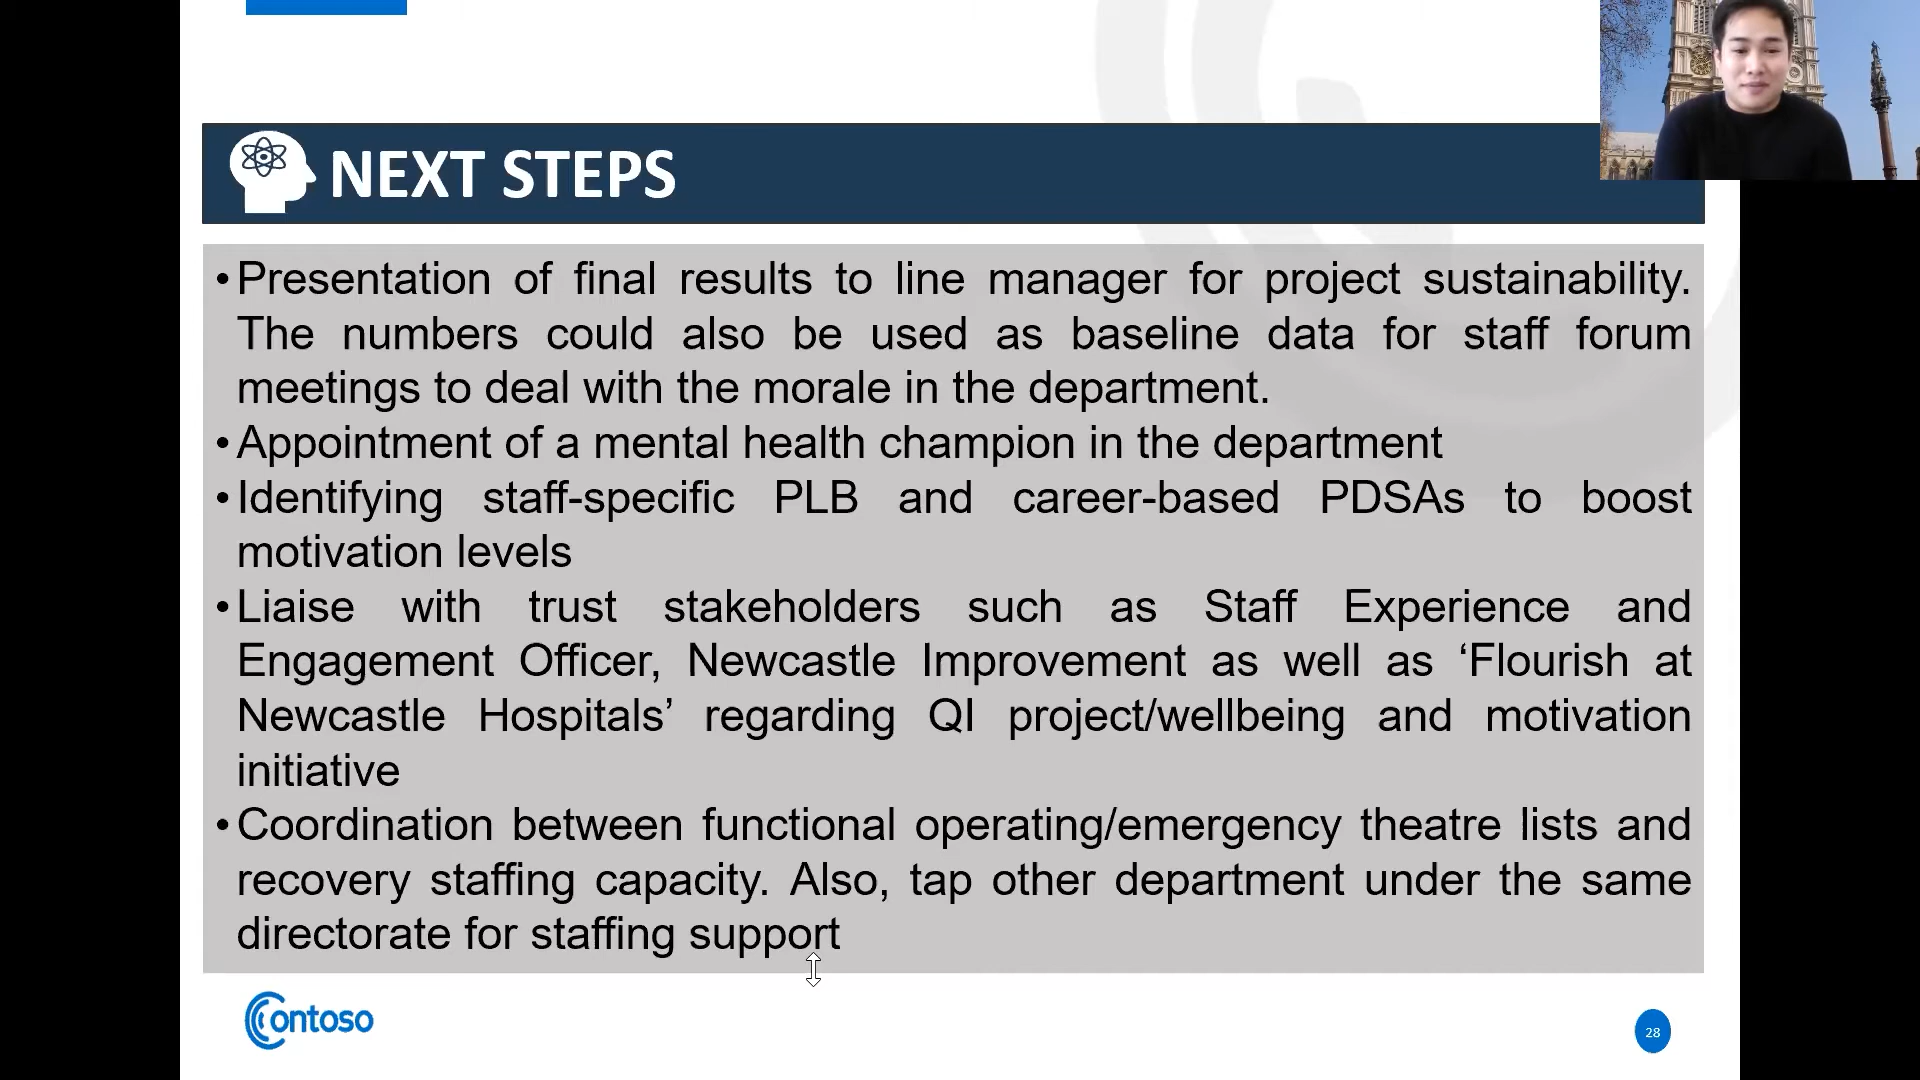 NEXT STEPS
•Presentation of final results to line manager for project sustainability.
The numbers could also be used as baseline data for staff forum
meetings to deal with the morale in the department.
•Appointment of a mental health champion in the department
•Identifying staff-specific PLB and career-based PDSAs to boost
motivation levels
•Liaise with trust stakeholders such as Staff Experience and
Engagement Officer, Newcastle Improvement as well as ‘Flourish at
Newcastle Hospitals’ regarding QI project/wellbeing and motivation
initiative
•Coordination between functional operating/emergency theatre lists and
recovery staffing capacity. Also, tap other department under the same
directorate for staffing support
Contoso
28